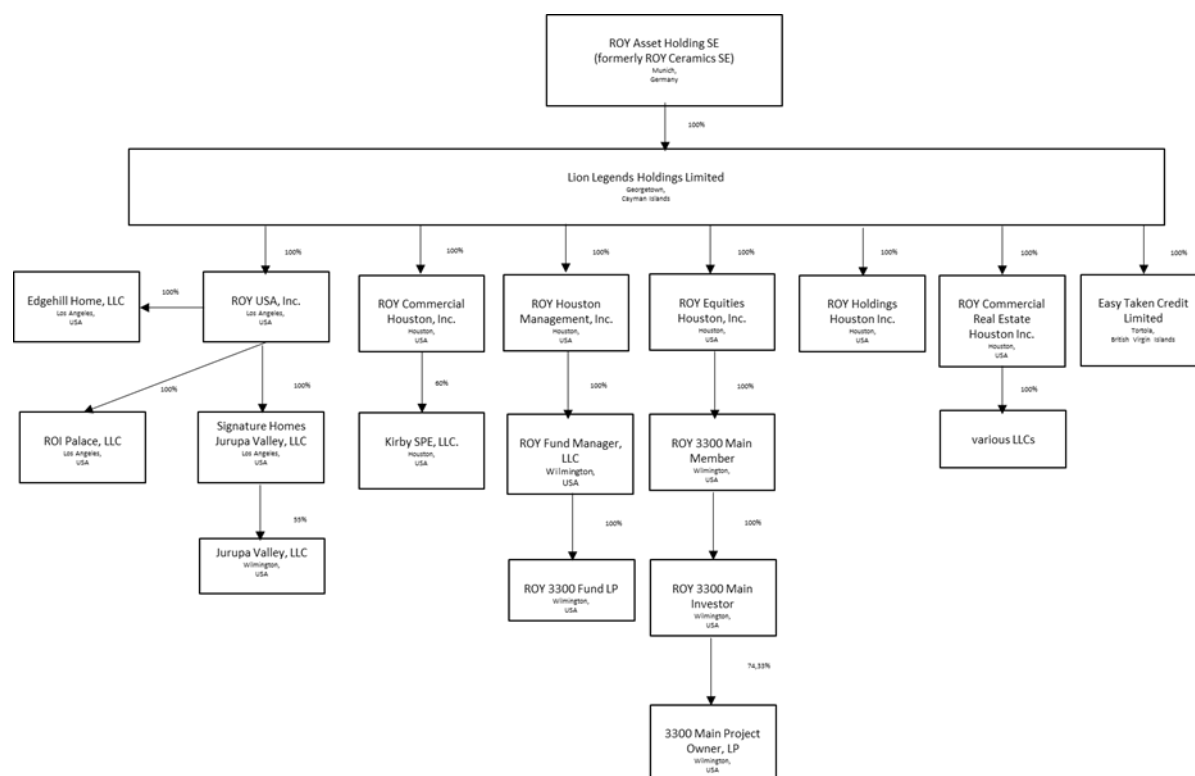 ROY Asset Holding SE
(formerly ROY Ceramics SE)
Munich,
Germany
100%
Lion Legends Holdings Limited
Georgetown,
Cayman Islands
100%
100%
100%
100%
100%
100%
100%
Edgehill Home, LLC
Los Angeles,
USA
100%
ROY USA, Inc.
Los Angeles,
USA
ROY Commercial
Houston, Inc.
Houston,
USA
ROY Houston
Management, Inc.
Houston,
USA
ROY Equities
Houston, Inc.
Houston,
USA
ROY Holdings
Houston Inc.
Houston,
USA
ROY Commercial
Real Estate
Houston Inc.
Houston,
USA
Easy Taken Credit
Limited
Tortola,
British Virgin Islands
100%
100%
60%
100%
100%
100%
ROI Palace, LLC
Los Angeles,
USA
Signature Homes
Jurupa Valley, LLC
Los Angeles,
USA
Kirby SPE, LLC.
Houston,
USA
ROY Fund Manager,
LLC
Wilmington,
USA
ROY 3300 Main
Member
Wilmington,
USA
various LLCs
55%
100%
100%
Jurupa Valley, LLC
Wilmington,
USA
ROY 3300 Fund LP
Wilmington,
USA
ROY 3300 Main
Investor
Wilmington,
USA
74,33%
3300 Main Project
Owner, LP
Wilmington,
USA